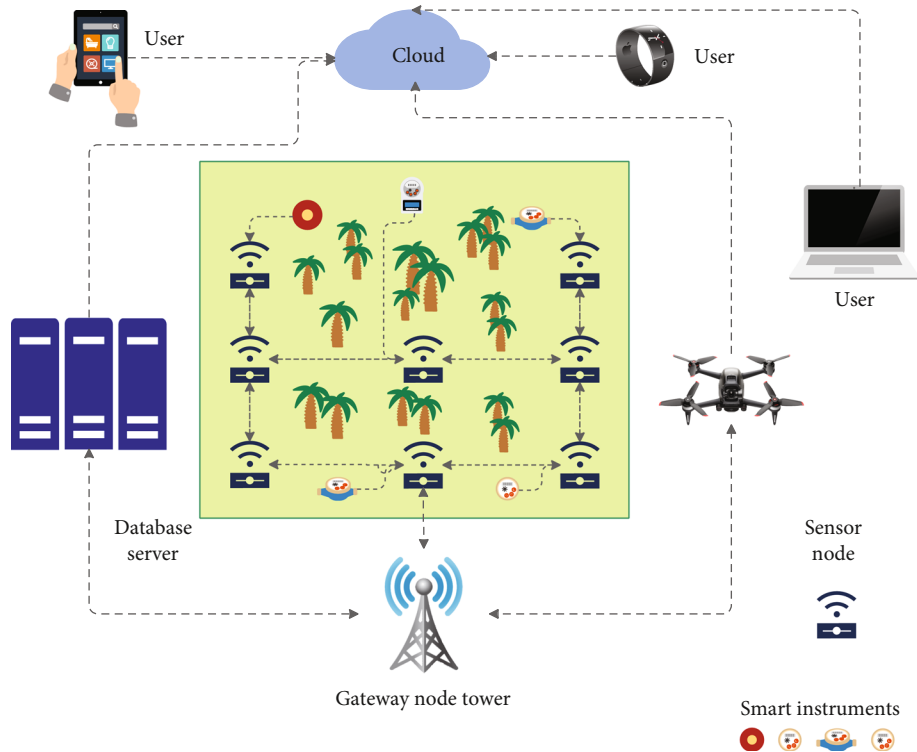 User
Cloud
User
User
Database
server
Sensor
node
Gateway node tower
Smart instruments